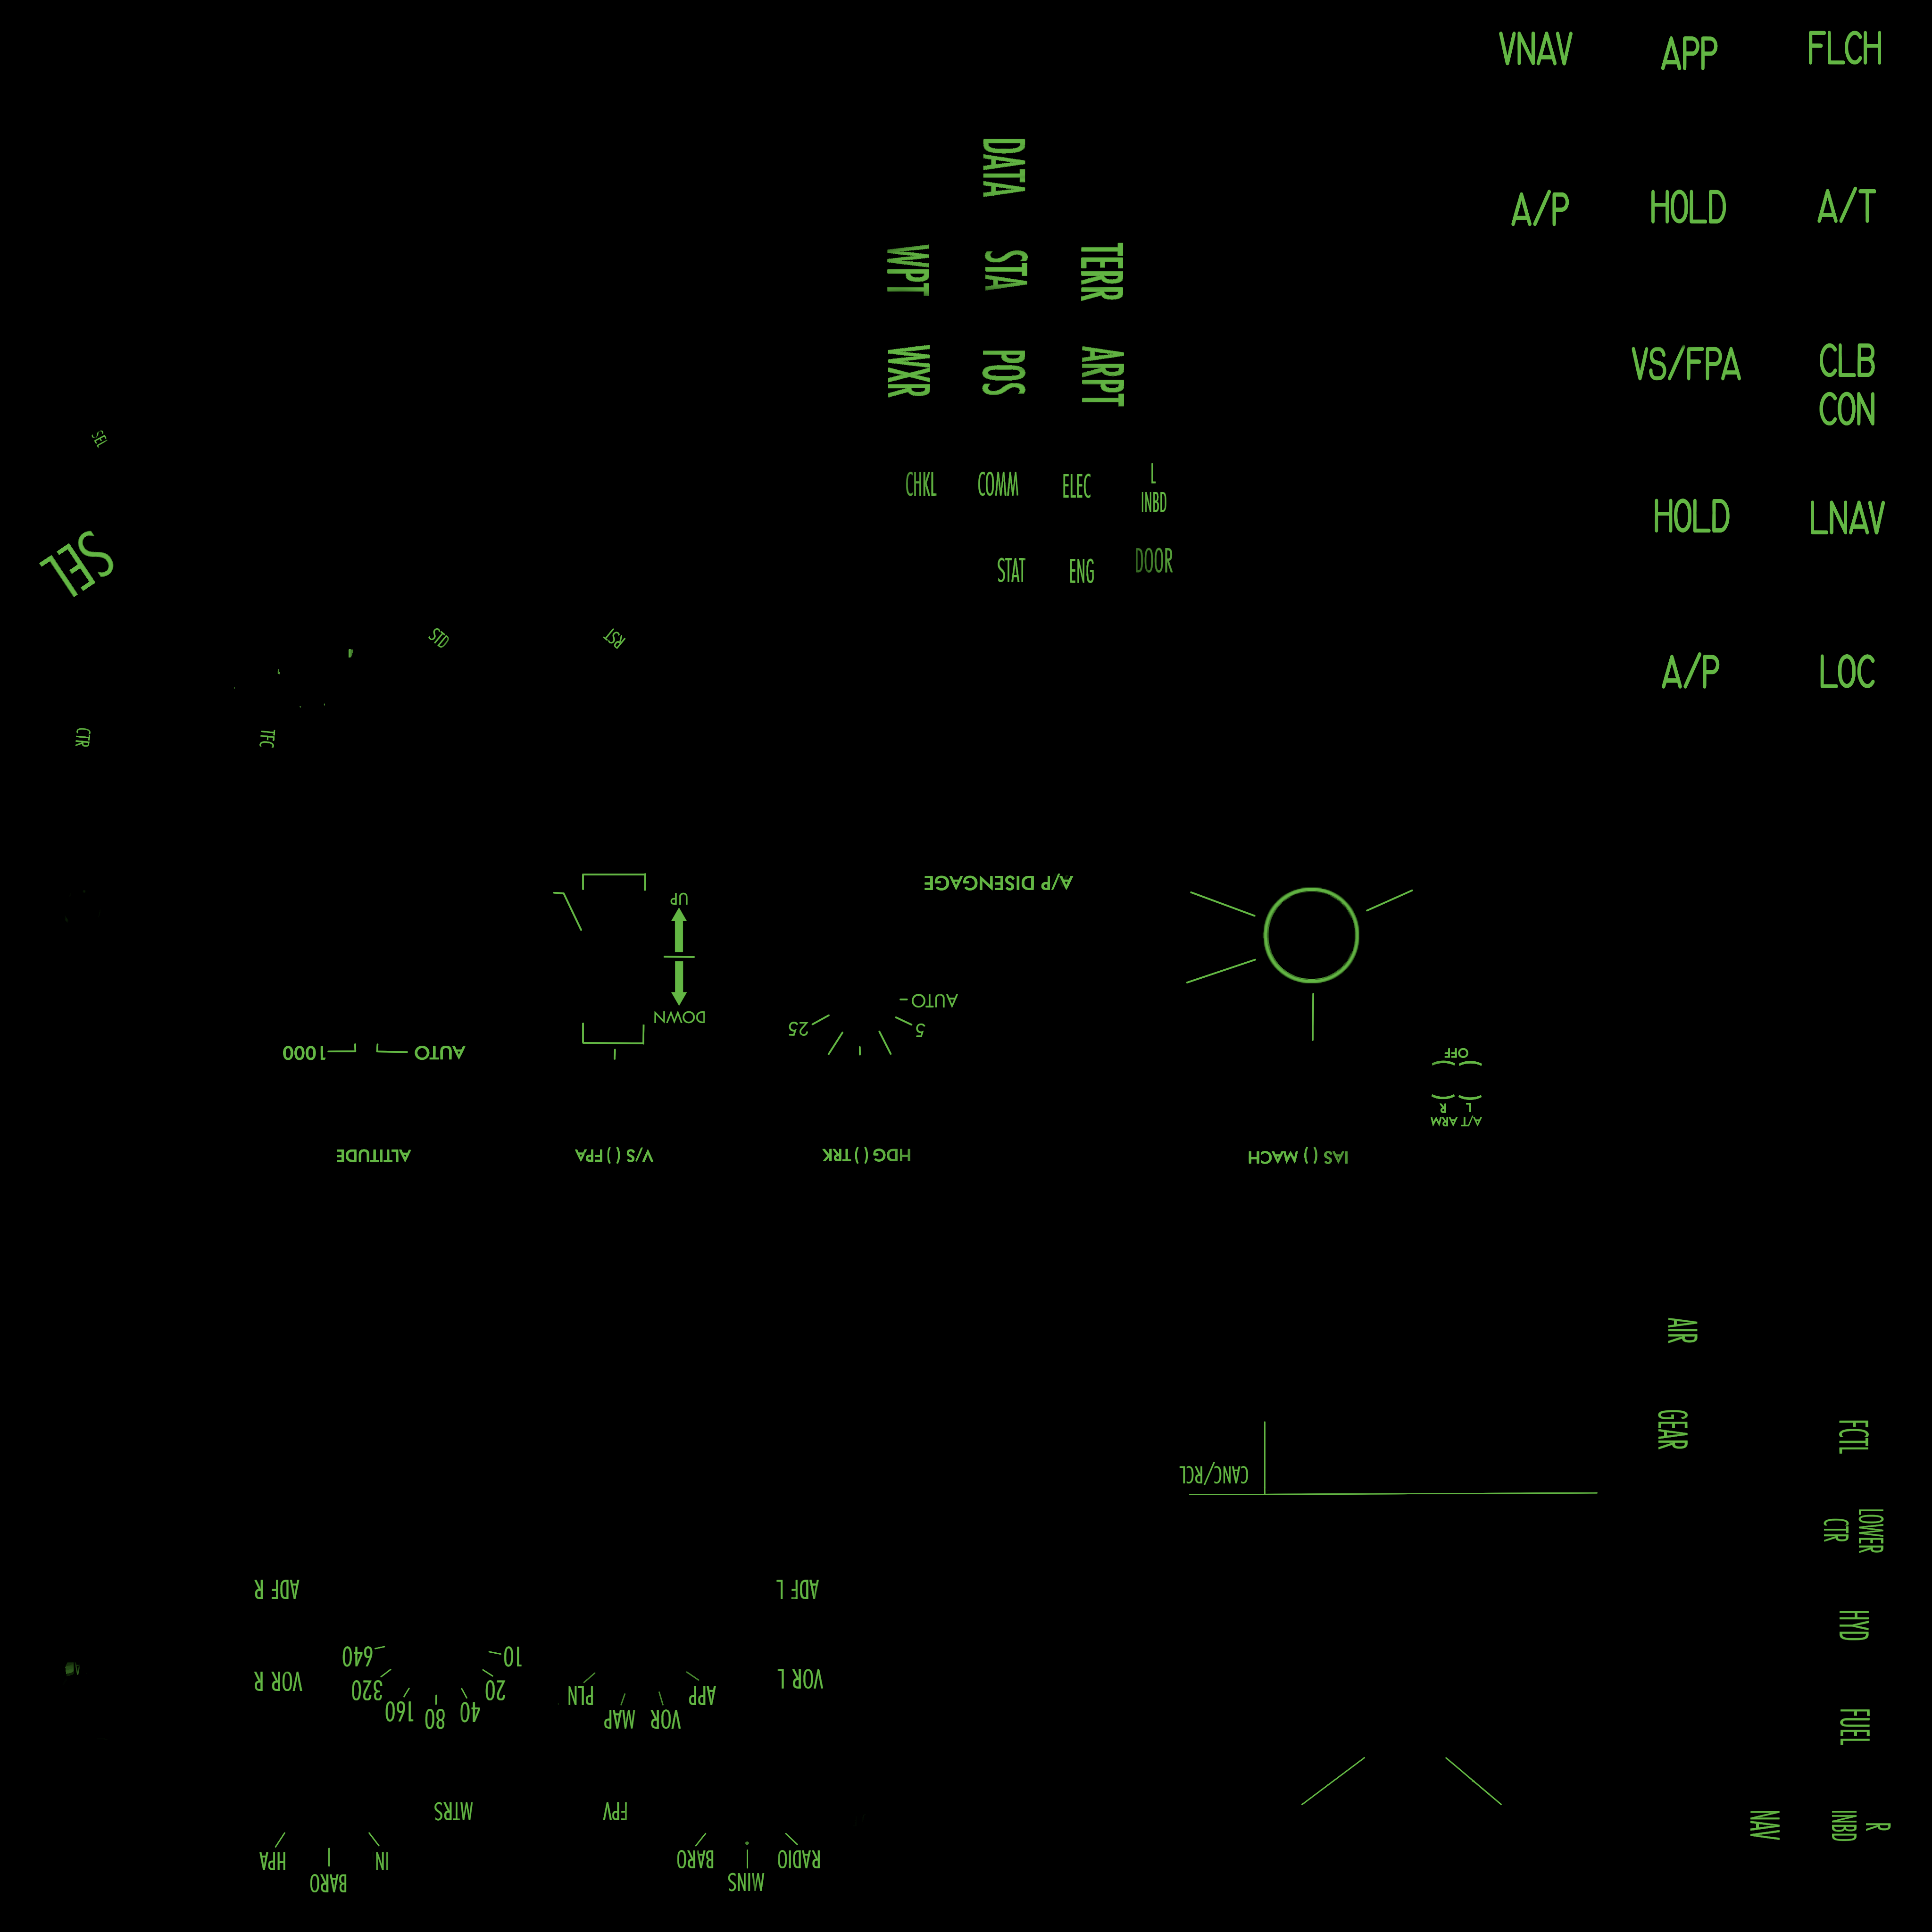 VNAV
APP
FLCH
DATA
A/P
HOLD
A/T
WPT
STA
TERR
WXR
POS
ARPT
VS/FPA
CLB
CON
SEL
CHKL
COMM
ELEC
L
INBD
HOLD
LNAV
SEL
STAT
ENG
DOOR
STD
RST
A/P
LOC
CTR
TFC
A/P DISENGAGE
UP
DOWN
AUTO
25
5
1000
AUTO
OFF
L R
A/T ARM
ALTITUDE
V/S ( ) FPA
HDG ( ) TRK
IAS ( ) MACH
AIR
GEAR
FCTL
CANC/RCL
LOWER
CTR
ADF R
ADF L
HYD
640
10
VOR R
320
20
PLN
APP
VOR L
160
80
40
MAP
VOR
FUEL
MTRS
FPV
NAV
R
INBD
HPA
IN
BARO
BARO
RADIO
MINS